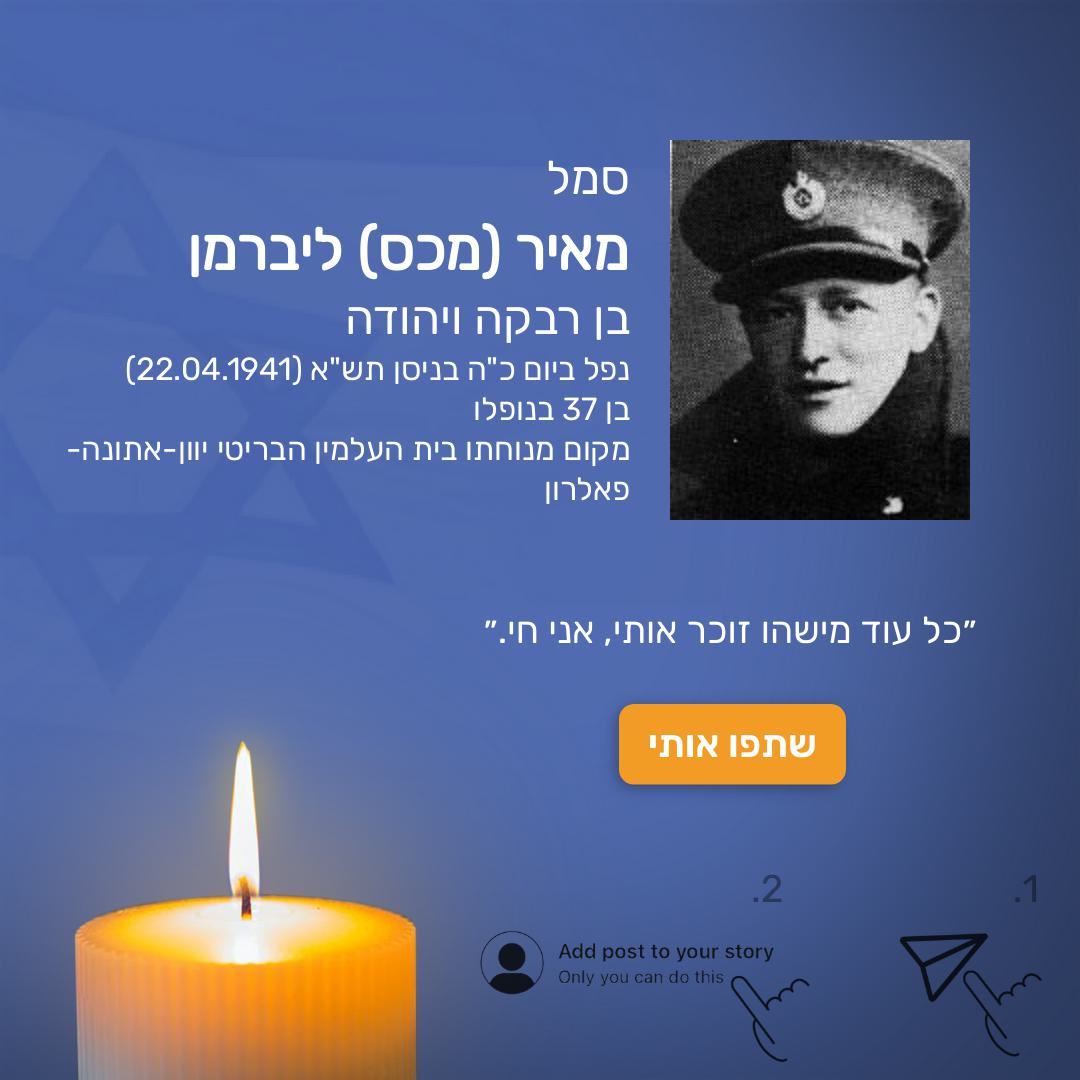 סמל
מאיר (מכס) ליברמן
בן רבקה ויהודה
נפל ביום כ"ה בניסן תש"א (22.04.1941)
בן 37 בנופלו
מקום מנוחתו בית העלמין הבריטי יוון-אתונה-
פאלרון
״כל עוד מישהו זוכר אותי, אני חי.״
שתפו אותי
1.
2.
Add post to your story
Only you can do this